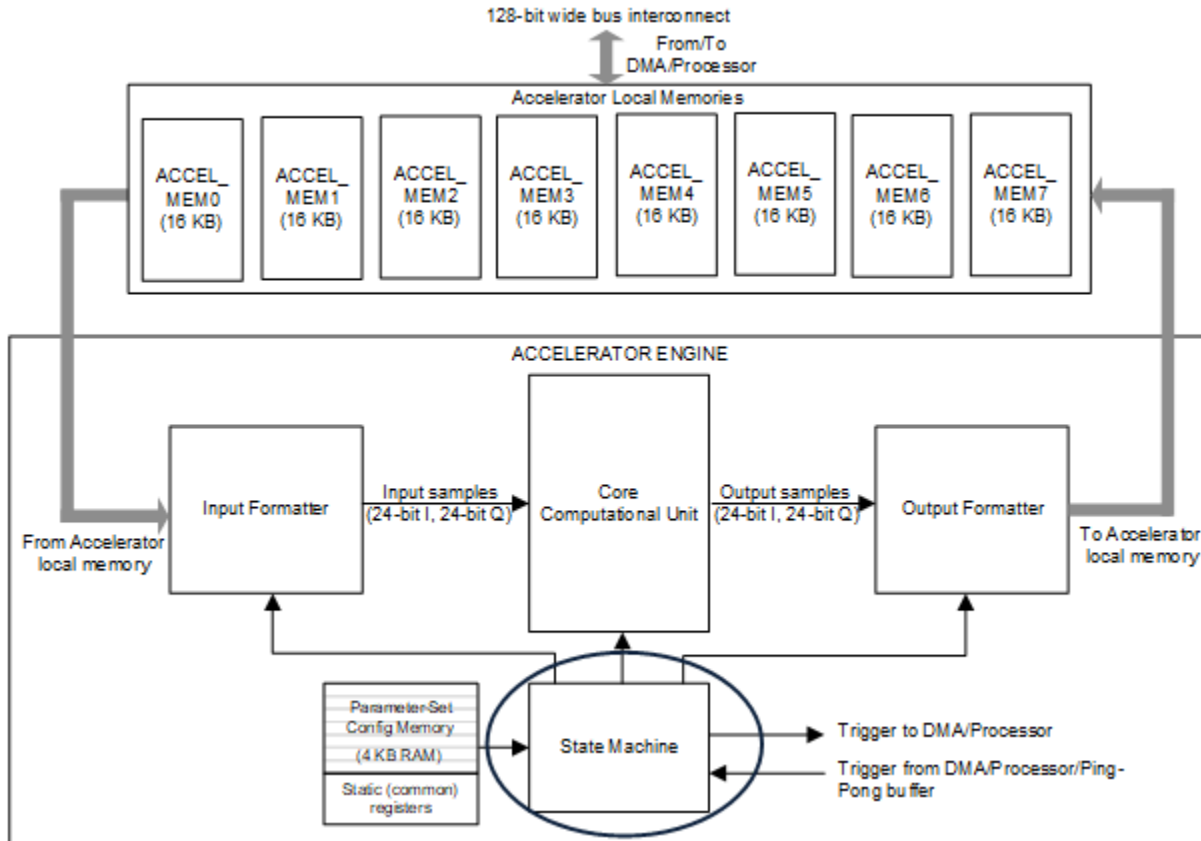 128-bit wide bus interconnect
From/To
DMA/Processor
Accelerator Local Memories
ACCEL_
MEM0
(16 KB)
ACCEL_
MEM1
(16 KB)
ACCEL_
MEM2
(16 KB)
ACCEL_
MEM3
(16 KB)
ACCEL_
MEM4
(16 KB)
ACCEL_
MEM5
(16 KB)
ACCEL_
MEM6
(16 KB)
ACCEL_
MEM7
(16 KB)
ACCELERATOR ENGINE
Input Formatter
Input samples
(24-bit I, 24-bit Q)
Core
Computational Unit
Output samples
(24-bit I, 24-bit Q)
Output Formatter
From Accelerator
local memory
To Accelerator
local memory
Parameter-Set
Config Memory
(4 KB RAM)
Static (common)
registers
State Machine
Trigger to DMA/Processor
Trigger from DMA/Processor/Ping-
Pong buffer